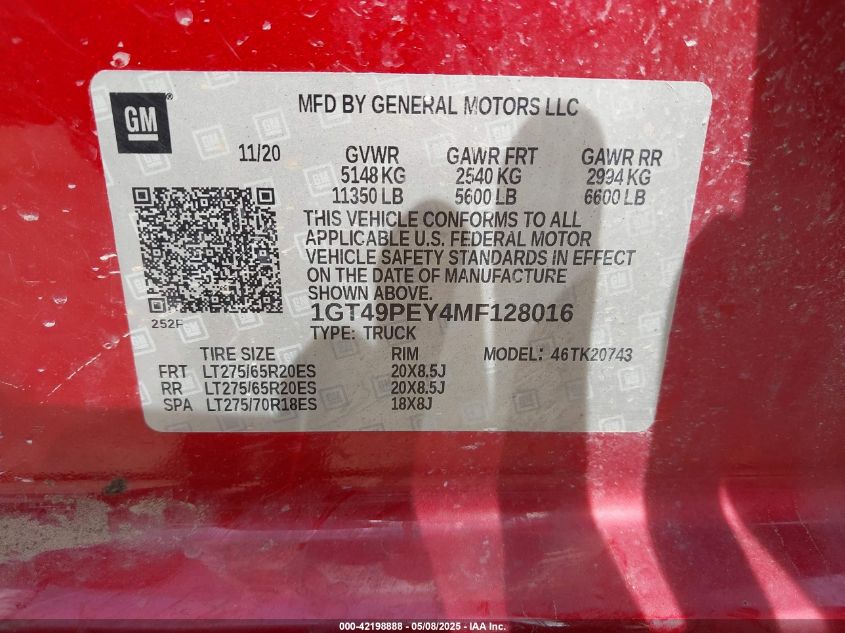 GM ®
MFD BY GENERAL MOTORS LLC
11/20 GVWR GAWR FRT GAWR RR
5148 KG 2540 KG 2994 KG
11350 LB 5600 LB 6600 LB
THIS VEHICLE CONFORMS TO ALL
APPLICABLE U.S. FEDERAL MOTOR
VEHICLE SAFETY STANDARDS IN EFFECT
ON THE DATE OF MANUFACTURE
SHOWN ABOVE.
252F
1GT49PEY4MF128016
TYPE: TRUCK
TIRE SIZE RIM MODEL: 46TK20743
FRT LT275/65R20ES 20X8.5J
RR LT275/65R20ES 20X8.5J
SPA LT275/70R18ES 18X8J
000-42198888 - 05/08/2025 - IAA Inc.